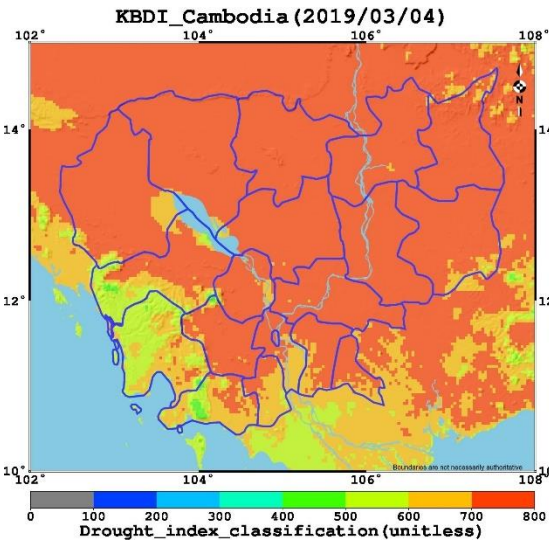 KBDI_Cambodia(2019/03/04)
102° 104° 106° 108°
14° 14°
N
12° 12°
Boundaries are not necessarily authoritative
10° 10°
102° 104° 106° 108°
0 100 200 300 400 500 600 700 800
Drought_index_classification(unitless)